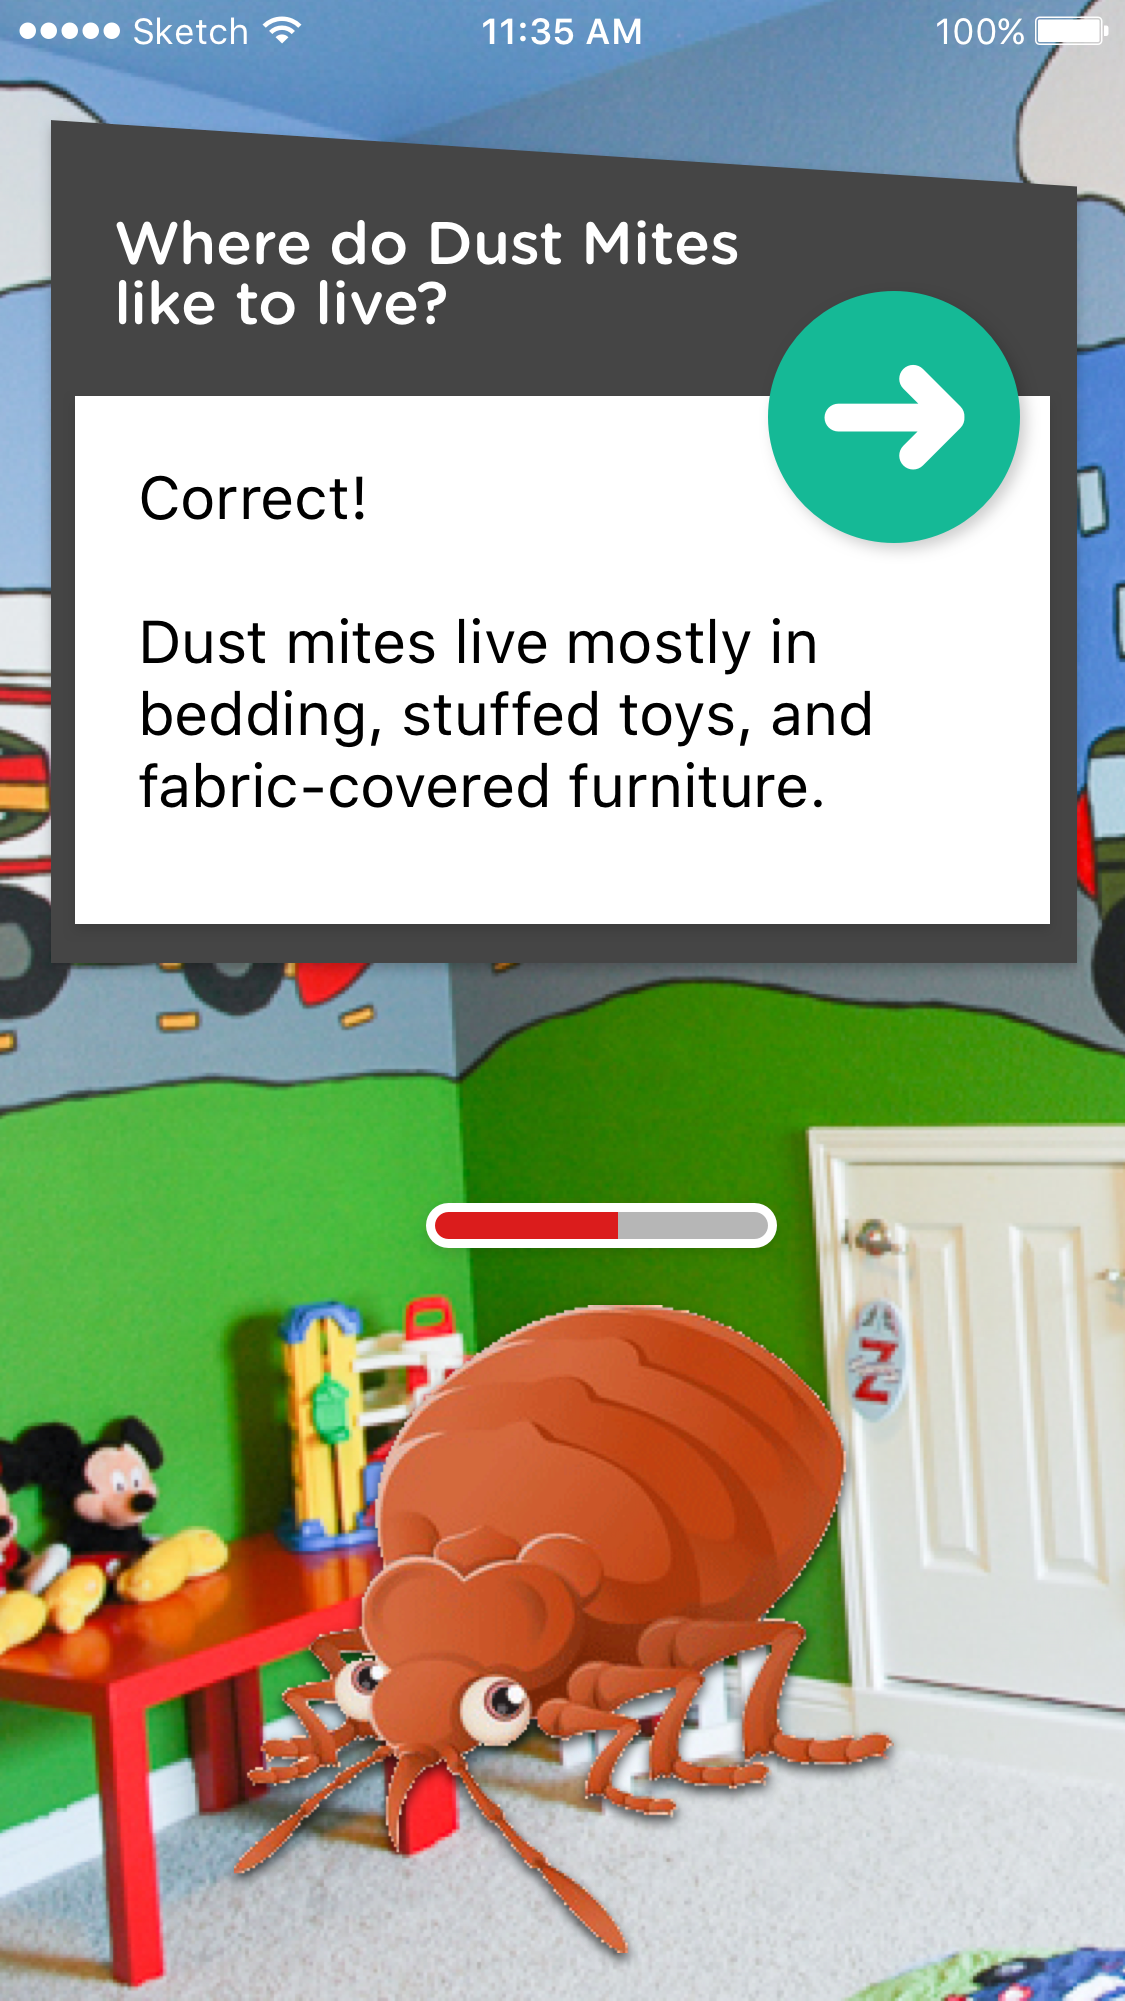 Sketch 11:35 AM 100%
Where do Dust Mites
like to live?
Correct!
Dust mites live mostly in
bedding, stuffed toys, and
fabric-covered furniture.